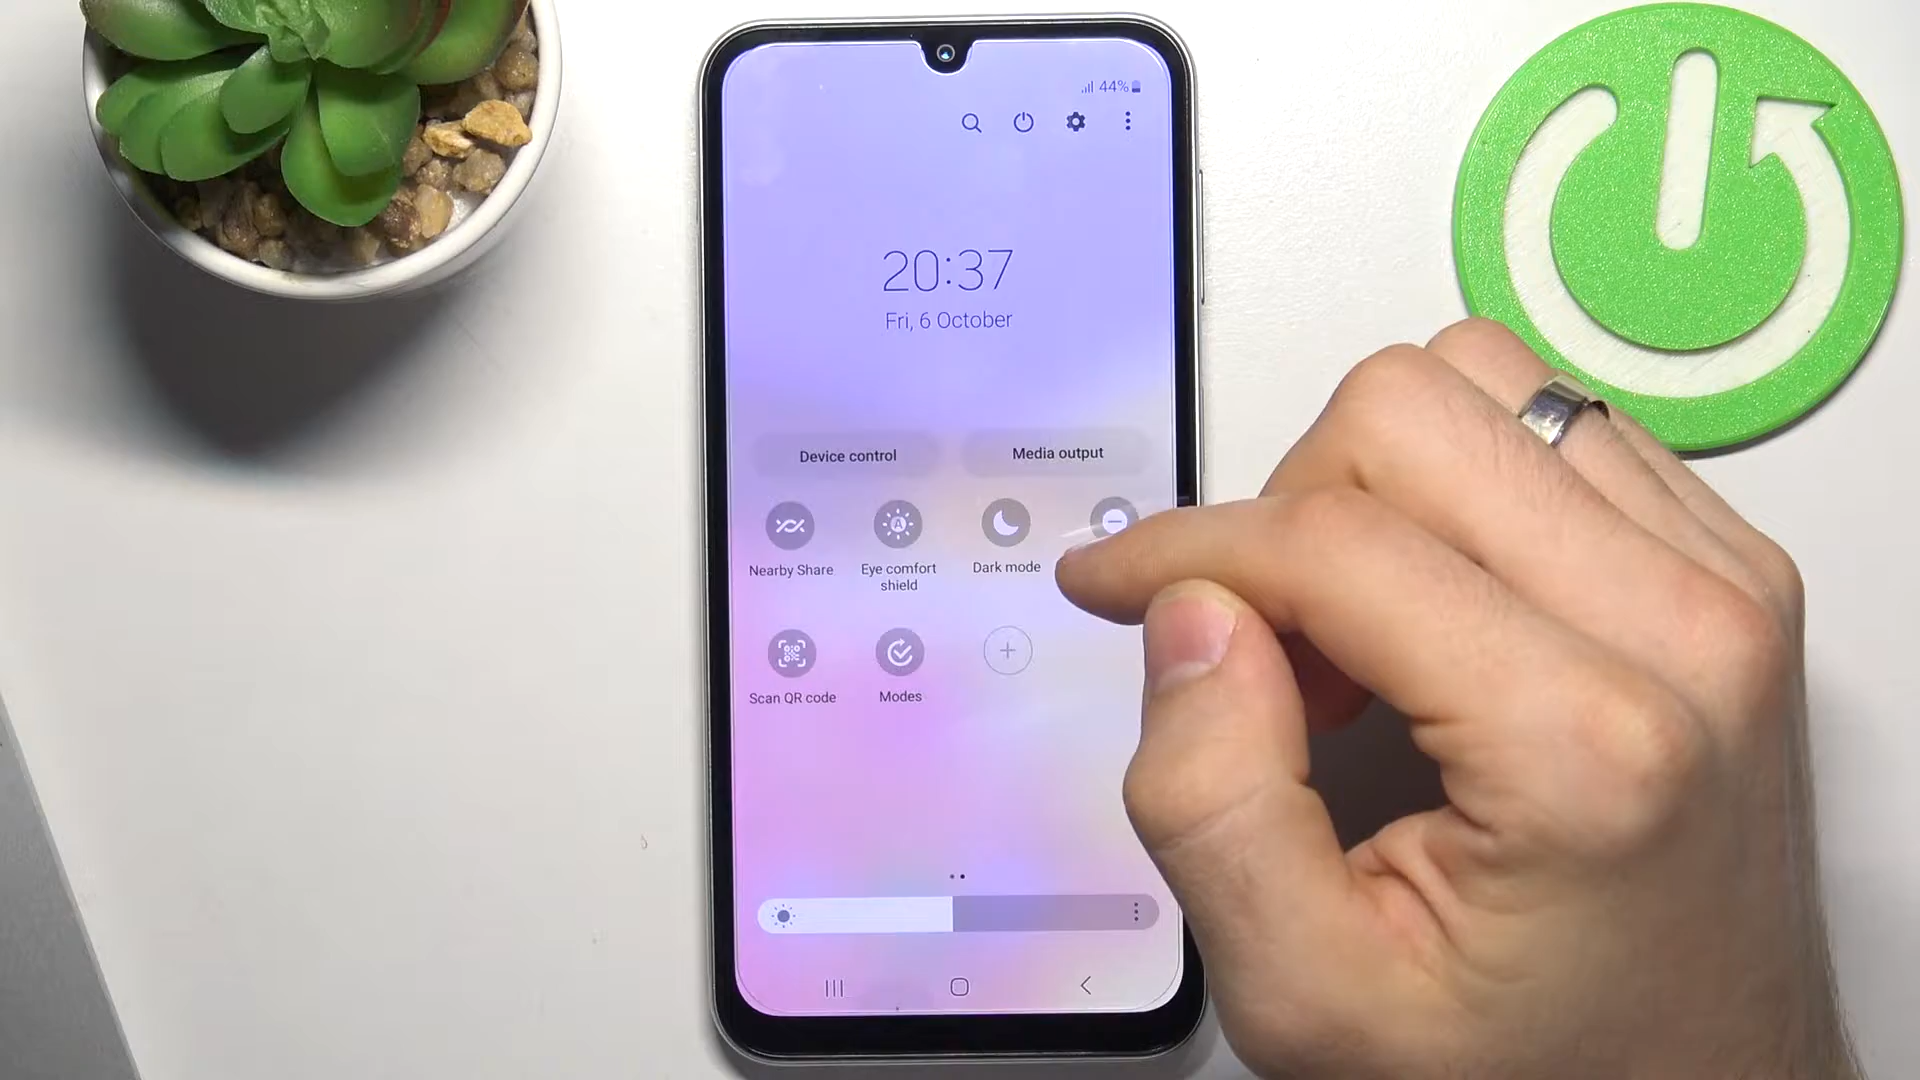 44%
20:37
Fri, 6 October
Device control
Media output
Nearby Share
Eye comfort
shield
Dark mode
Scan QR code
Modes